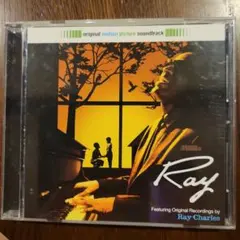 original motion picture soundtrack
Ray
Featuring Original Recordings by
Ray Charles